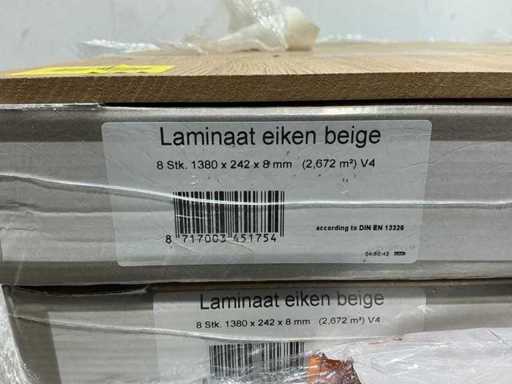 Laminaat eiken beige
8 Stk. 1380 x 242 x 8 mm (2,672 m²) V4
8 717003 451754
according to DIN EN 13329
Laminaat eiken beige
8 Stk. 1380 x 242 x 8 mm (2,672 m²) V4